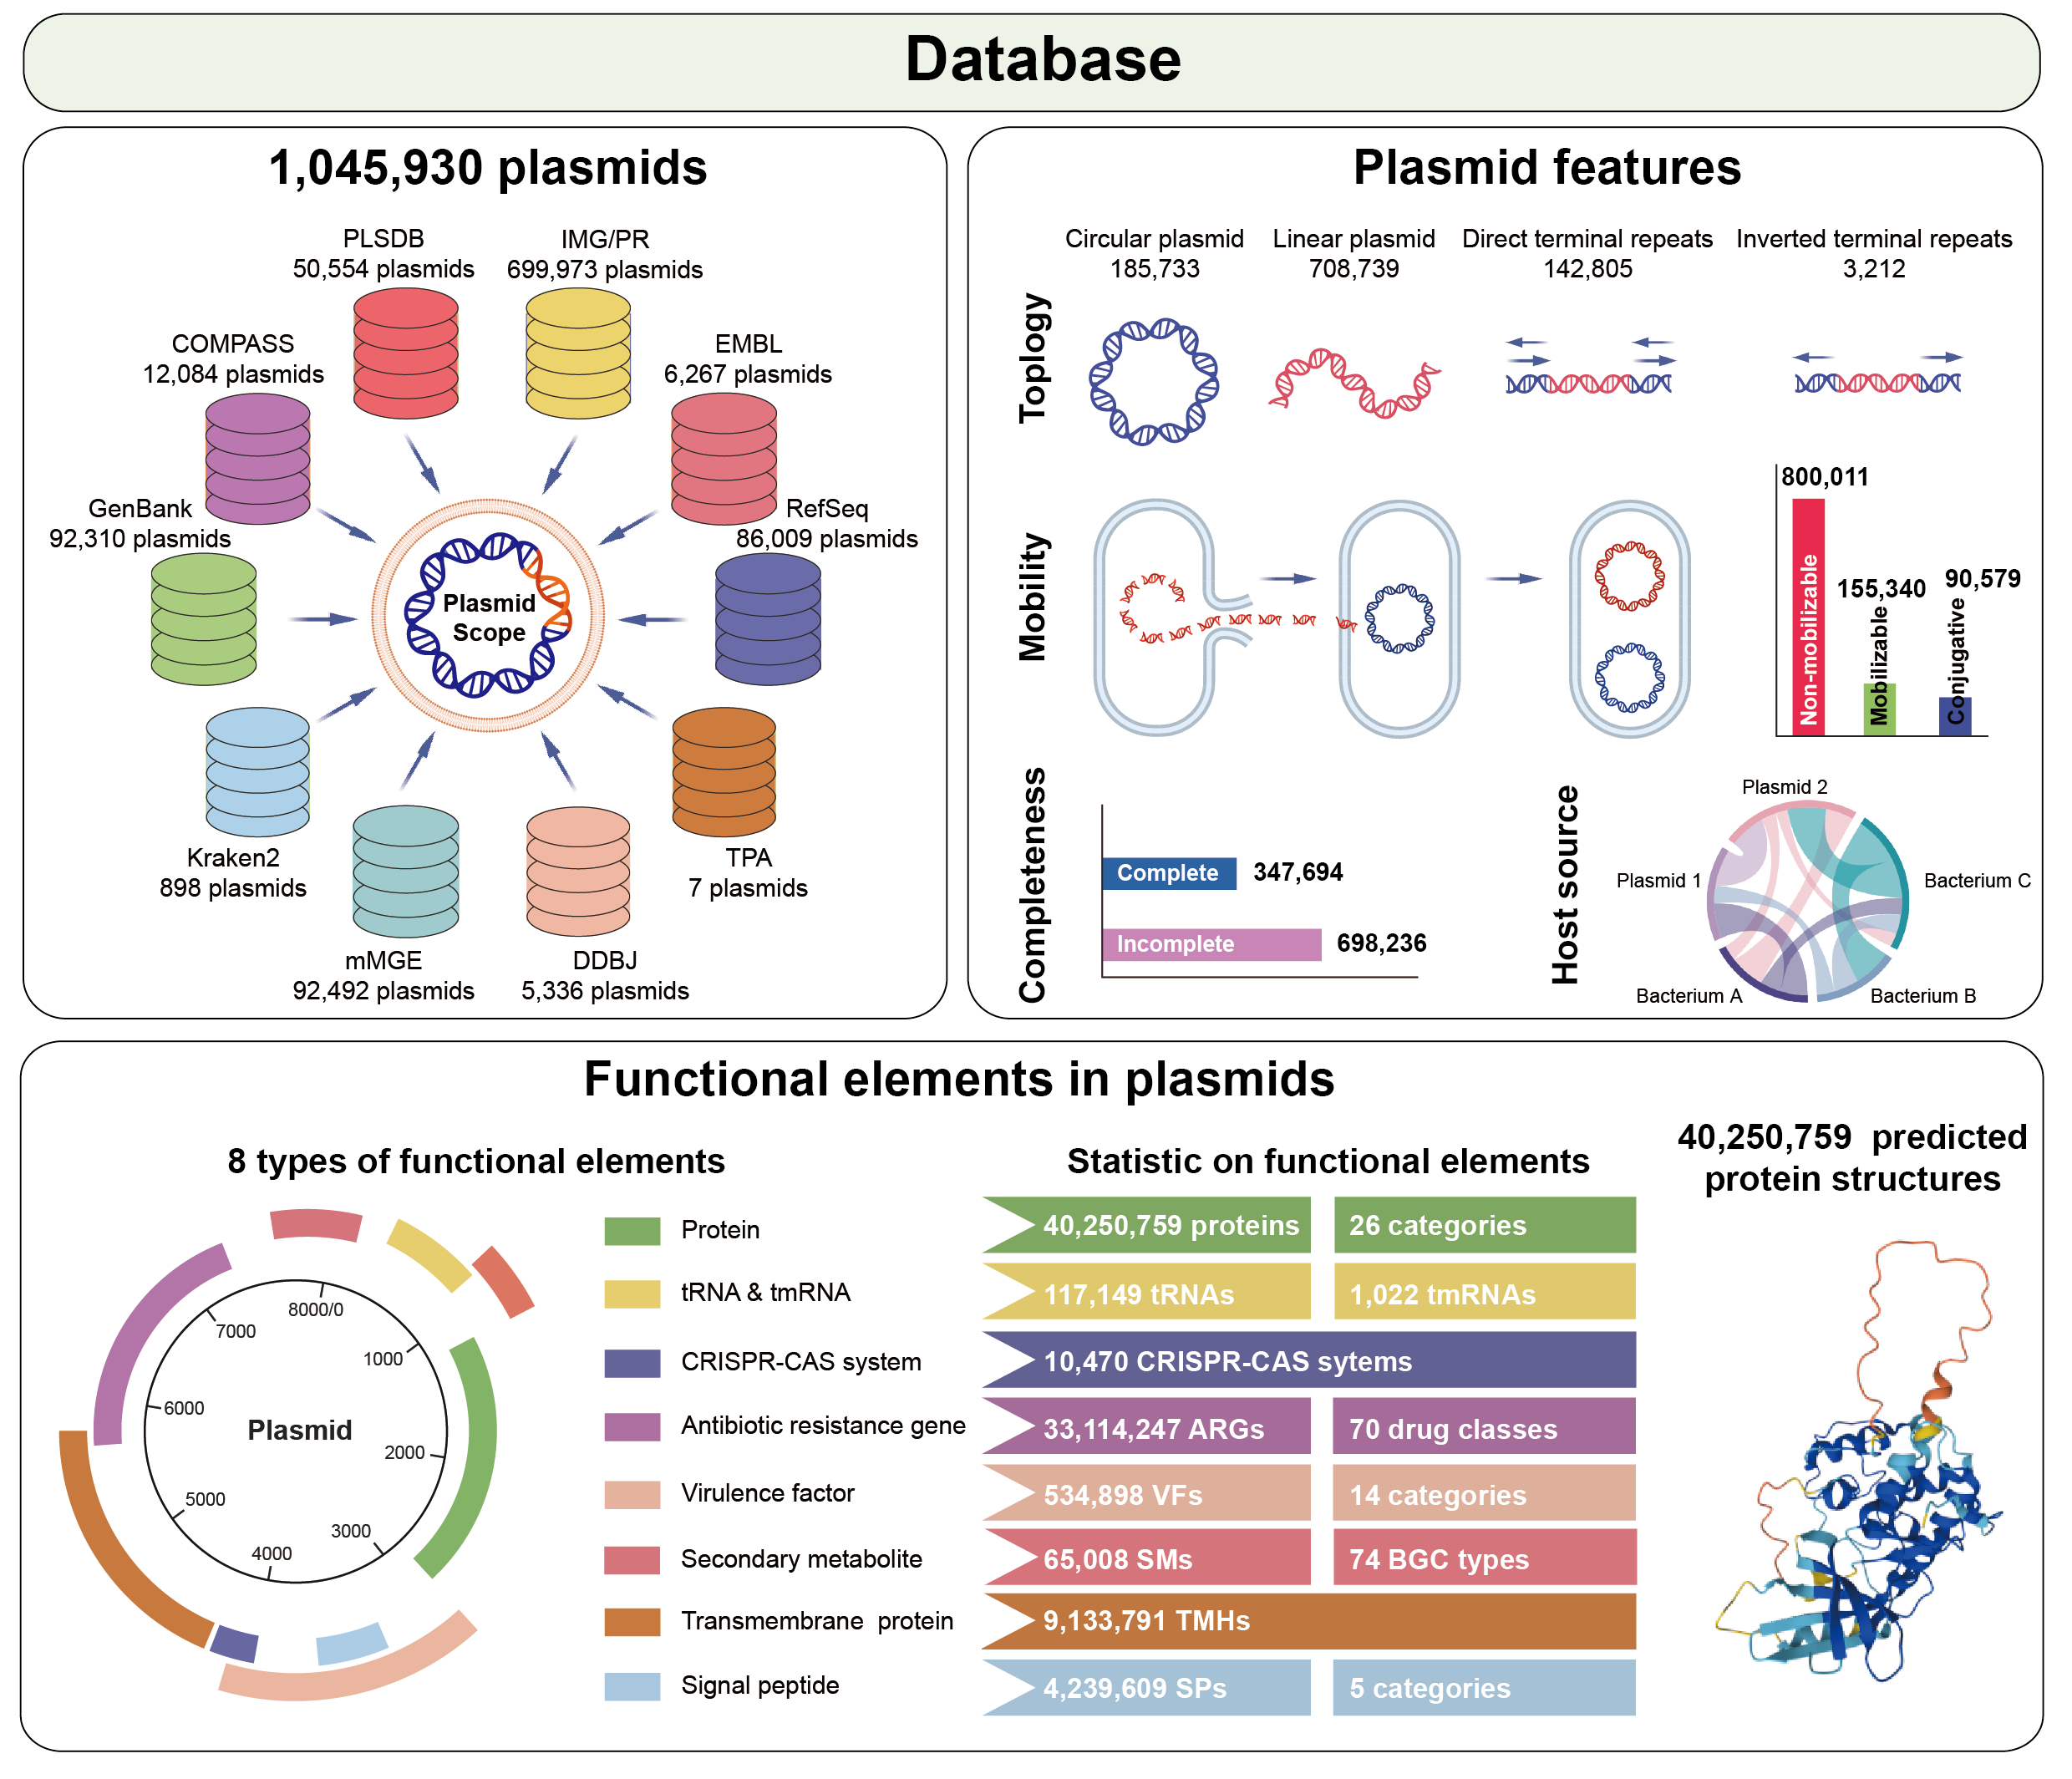 Database
1,045,930 plasmids
PLSDB
50,554 plasmids
IMG/PR
699,973 plasmids
COMPASS
12,084 plasmids
EMBL
6,267 plasmids
GenBank
92,310 plasmids
RefSeq
86,009 plasmids
Plasmid
Scope
Kraken2
898 plasmids
TPA
7 plasmids
mMGE
92,492 plasmids
DDBJ
5,336 plasmids
Plasmid features
Toplogy
Circular plasmid
185,733
Linear plasmid
708,739
Direct terminal repeats
142,805
Inverted terminal repeats
3,212
Mobility
800,011
Non-mobilizable
155,340
Mobilizable
90,579
Conjugative
Completeness
Complete
347,694
Incomplete
698,236
Host source
Plasmid 2
Plasmid 1
Bacterium C
Bacterium A
Bacterium B
Functional elements in plasmids
8 types of functional elements
8000/0
1000
2000
3000
4000
5000
6000
7000
Plasmid
Protein
tRNA & tmRNA
CRISPR-CAS system
Antibiotic resistance gene
Virulence factor
Secondary metabolite
Transmembrane protein
Signal peptide
Statistic on functional elements
40,250,759 proteins
26 categories
117,149 tRNAs
1,022 tmRNAs
10,470 CRISPR-CAS sytems
33,114,247 ARGs
70 drug classes
534,898 VFs
14 categories
65,008 SMs
74 BGC types
9,133,791 TMHs
4,239,609 SPs
5 categories
40,250,759 predicted
protein structures